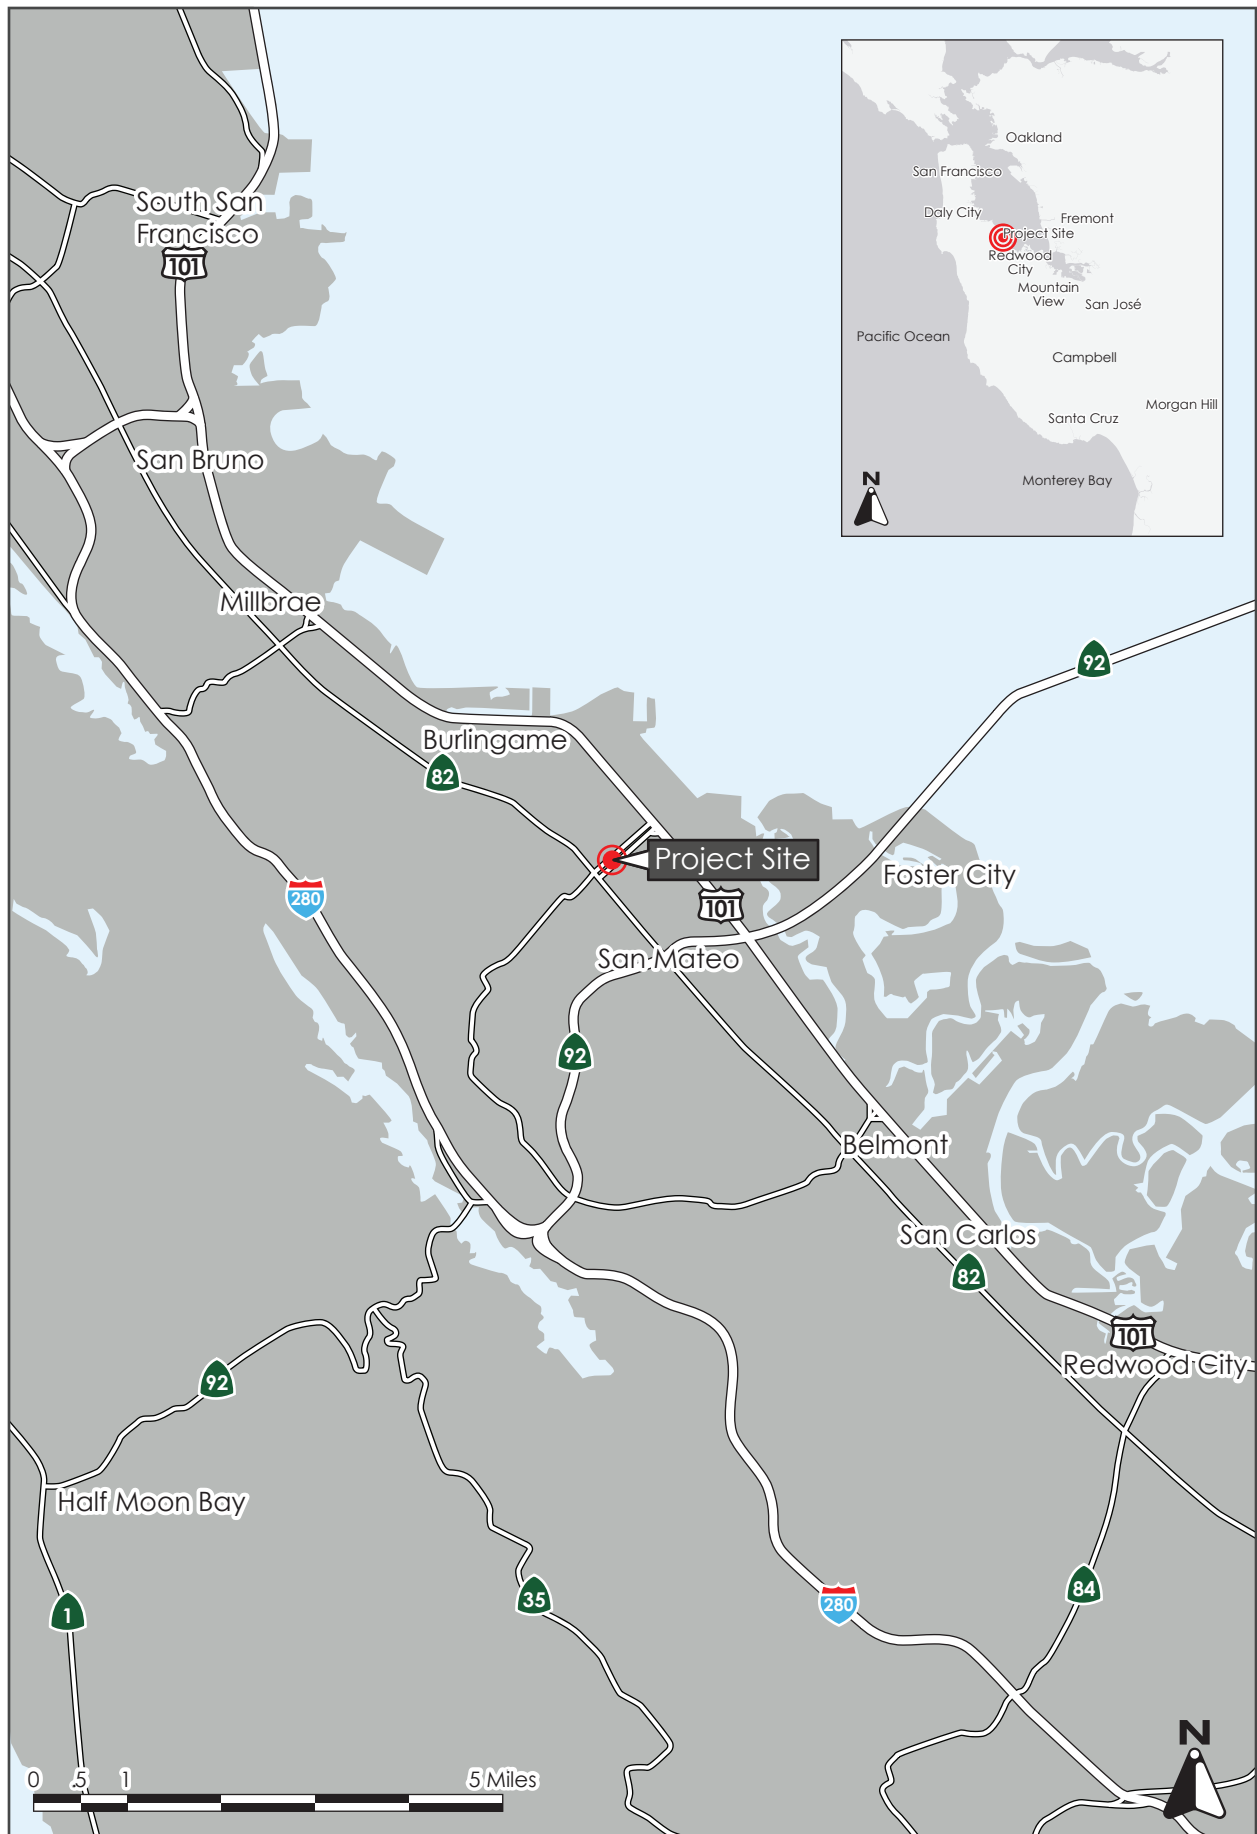 Oakland
San Francisco
Daly City
Fremont
Project Site
Redwood
City
Mountain
View
San José
Pacific Ocean
Campbell
Morgan Hill
Santa Cruz
Monterey Bay
N
South San
Francisco
101
San Bruno
Millbrae
92
Burlingame
82
Project Site
Foster City
280
101
San Mateo
92
Belmont
San Carlos
82
101
Redwood City
92
Half Moon Bay
84
35
280
1
N
0 .5 1 5 Miles